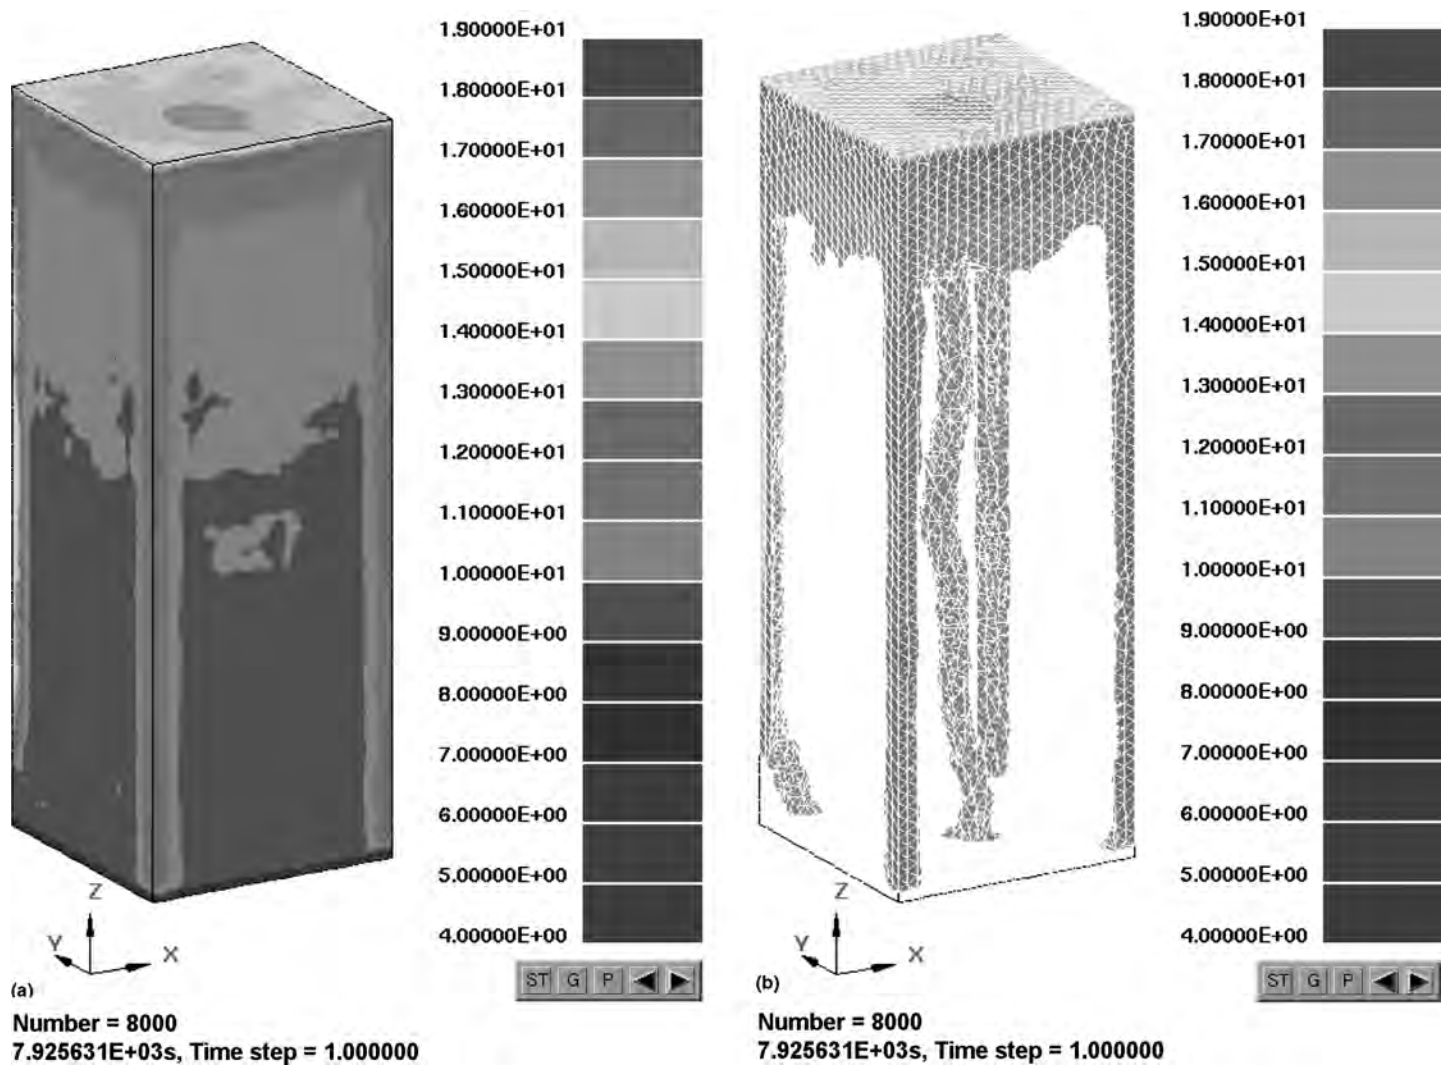 1.90000E+01
1.80000E+01
1.70000E+01
1.60000E+01
1.50000E+01
1.40000E+01
1.30000E+01
1.20000E+01
1.10000E+01
1.00000E+01
9.00000E+00
8.00000E+00
7.00000E+00
6.00000E+00
5.00000E+00
4.00000E+00
Z
Y
X
ST G P
(a)
Number = 8000
7.925631E+03s, Time step = 1.000000
1.90000E+01
1.80000E+01
1.70000E+01
1.60000E+01
1.50000E+01
1.40000E+01
1.30000E+01
1.20000E+01
1.10000E+01
1.00000E+01
9.00000E+00
8.00000E+00
7.00000E+00
6.00000E+00
5.00000E+00
4.00000E+00
Z
Y
X
ST G P
(b)
Number = 8000
7.925631E+03s, Time step = 1.000000